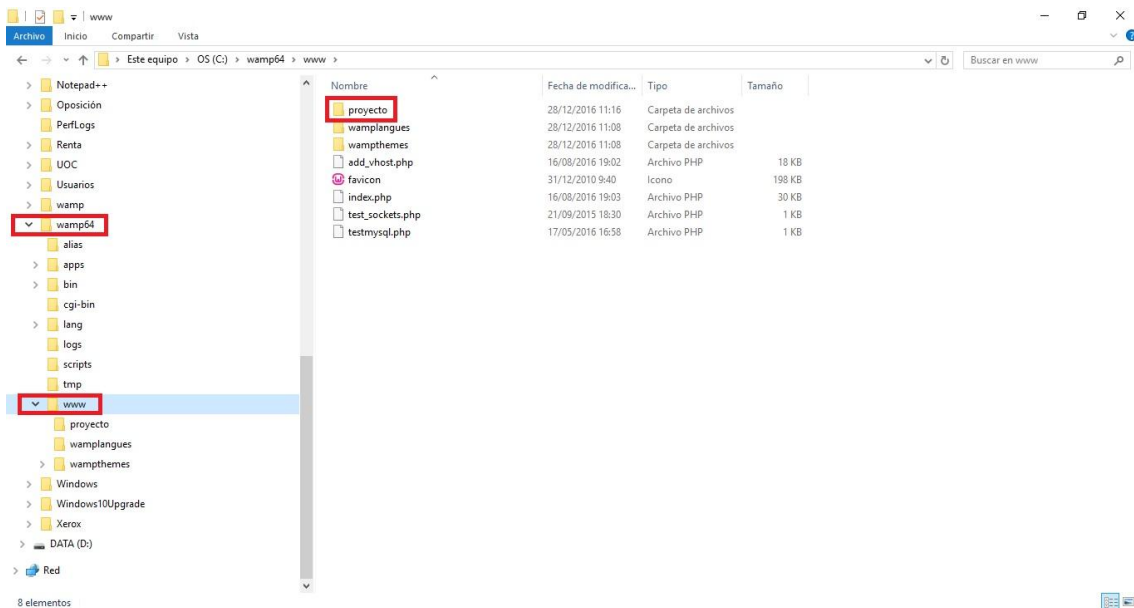 www
Archivo Inicio Compartir Vista
Este equipo > OS (C:) > wamp64 > www >
Buscar en www
Notepad++
Oposición
PerfLogs
Renta
UOC
Usuarios
wamp
wamp64
alias
apps
bin
cgi-bin
lang
logs
scripts
tmp
www
proyecto
wamplangues
wampthemes
Windows
Windows10Upgrade
Xerox
DATA (D:)
Red
Nombre Fecha de modifica... Tipo Tamaño
proyecto 28/12/2016 11:16 Carpeta de archivos
wamplangues 28/12/2016 11:08 Carpeta de archivos
wampthemes 28/12/2016 11:08 Carpeta de archivos
add_vhost.php 16/08/2016 19:02 Archivo PHP 18 KB
favicon 31/12/2010 9:40 Icono 198 KB
index.php 16/08/2016 19:03 Archivo PHP 30 KB
test_sockets.php 21/09/2015 18:30 Archivo PHP 1 KB
testmysql.php 17/05/2016 16:58 Archivo PHP 1 KB
8 elementos